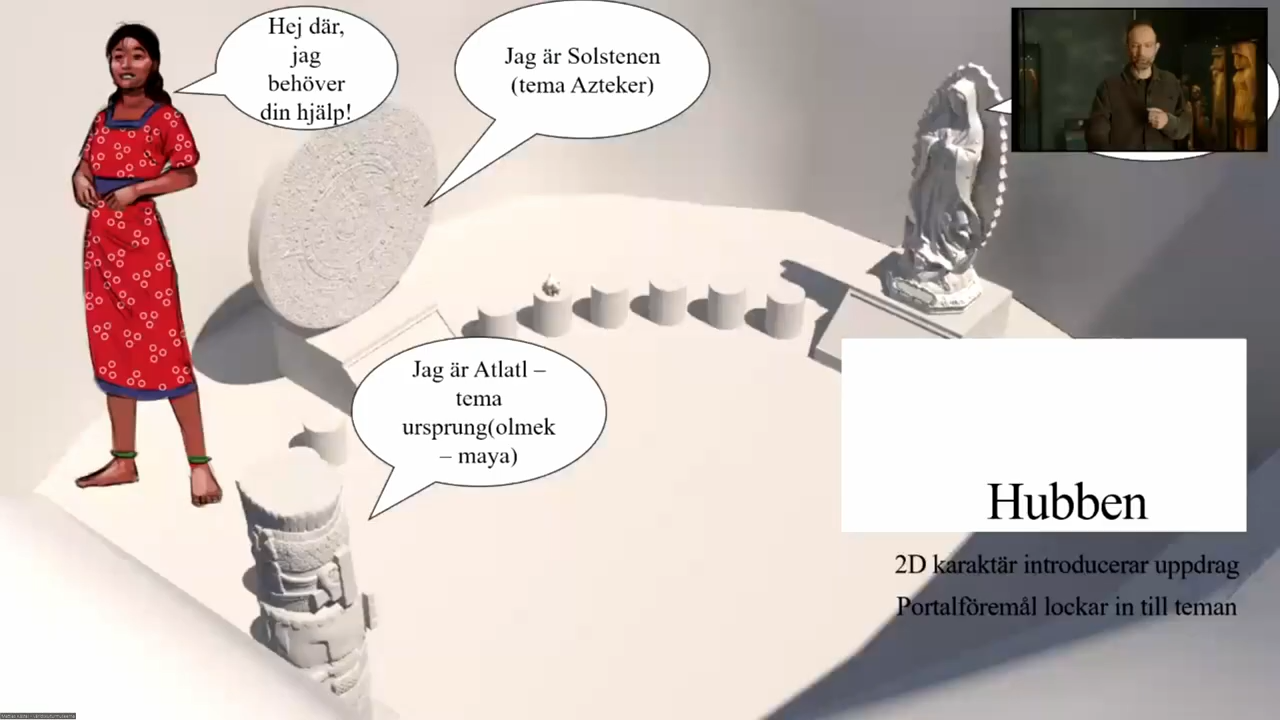 Hej där,
jag
behöver
din hjälp!
Jag är Solstenen
(tema Azteker)
Jag är Atlatl –
tema
ursprung(olmek
– maya)
Hubben
2D karaktär introducerar uppdrag
Portalföremål lockar in till teman